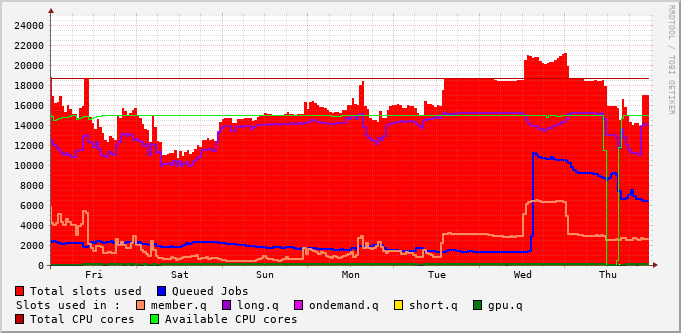 RRDTOOL / TOBI OETIKER
24000
22000
20000
18000
16000
14000
12000
10000
8000
6000
4000
2000
0
Fri Sat Sun Mon Tue Wed Thu
Total slots used Queued Jobs
Slots used in : member.q long.q ondemand.q short.q gpu.q
Total CPU cores Available CPU cores